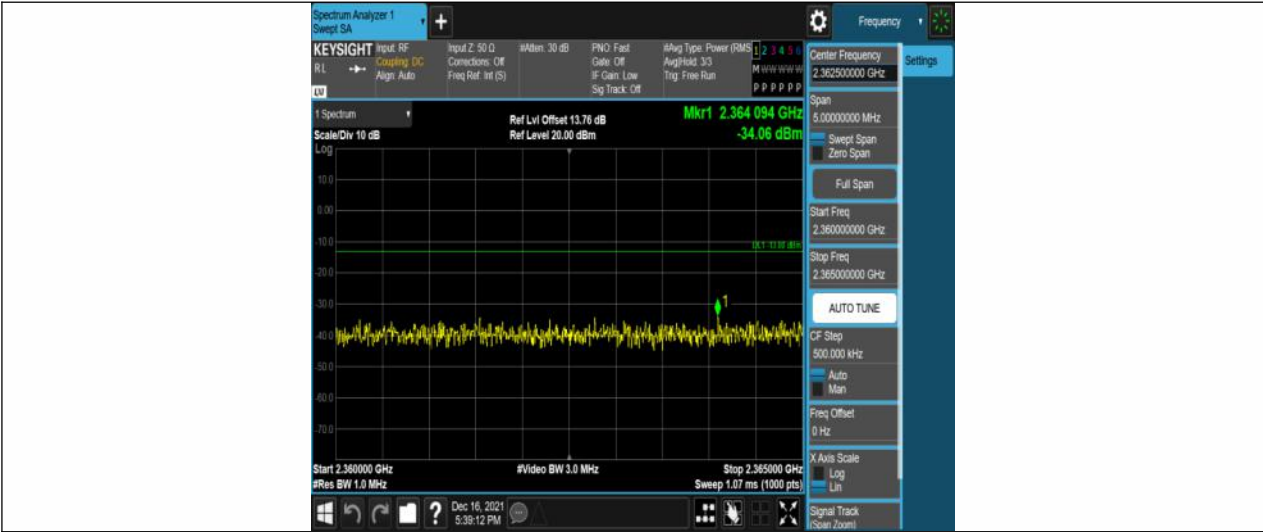 Spectrum Analyzer 1
Swept SA
+
Frequency
KEYSIGHT
Input: RF
Coupling: DC
Align: Auto
Input Z: 50 Ω
Corrections: Off
Freq Ref: Int (S)
#Atten: 30 dB
PNO: Fast
Gate: Off
IF Gain: Low
Sig Track: Off
#Avg Type: Power (RMS
Avg|Hold: 3/3
Trig: Free Run
1 2 3 4 5 6
M W W W W W
P P P P P P
R L
LV
1 Spectrum
Scale/Div 10 dB
Log
Ref Lvl Offset 13.76 dB
Ref Level 20.00 dBm
Mkr1 2.364 094 GHz
-34.06 dBm
10.0
0.00
-10.0
-20.0
-30.0
-40.0
-50.0
-60.0
-70.0
DL1 -13.00 dBm
1
Start 2.360000 GHz
#Res BW 1.0 MHz
#Video BW 3.0 MHz
Stop 2.365000 GHz
Sweep 1.07 ms (1000 pts)
?
Dec 16, 2021
5:39:12 PM
Center Frequency
2.362500000 GHz
Settings
Span
5.00000000 MHz
Swept Span
Zero Span
Full Span
Start Freq
2.360000000 GHz
Stop Freq
2.365000000 GHz
AUTO TUNE
CF Step
500.000 kHz
Auto
Man
Freq Offset
0 Hz
X Axis Scale
Log
Lin
Signal Track
(Span Zoom)